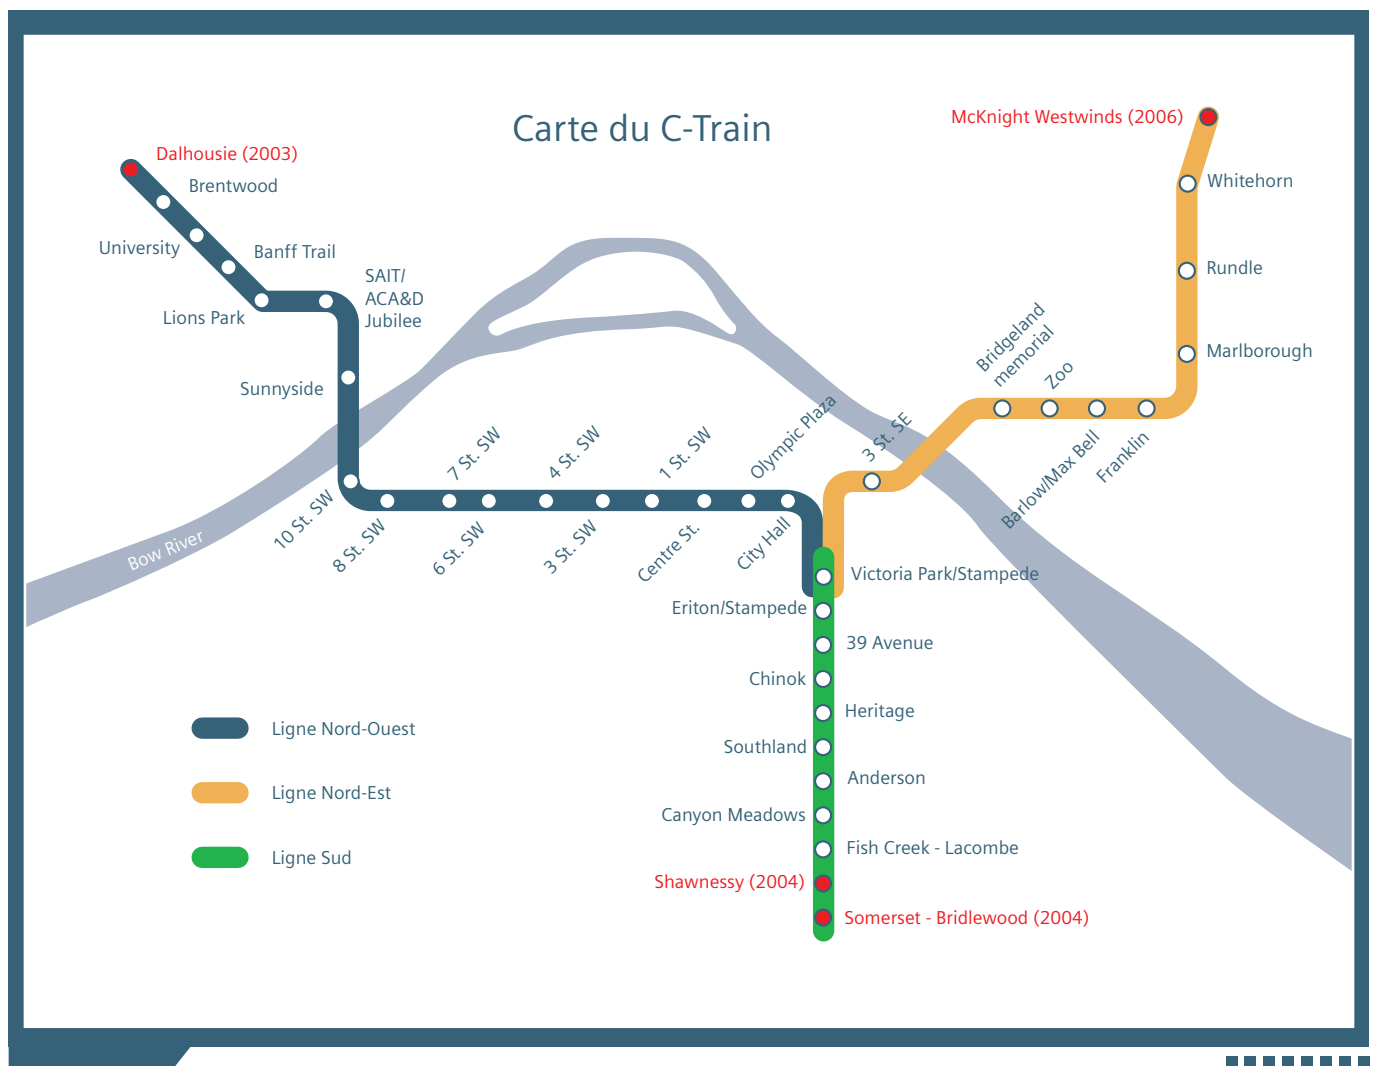 Carte du C-Train
McKnight Westwinds (2006)
Dalhousie (2003)
Brentwood
Whitehorn
University
Banff Trail
Rundle
SAIT/
ACA&D
Jubilee
Lions Park
Bridgeland
memorial
Zoo
Marlborough
Sunnyside
Olympic Plaza
3 St. SE
7 St. SW
4 St. SW
1 St. SW
Barlow/Max Bell
Franklin
10 St. SW
8 St. SW
6 St. SW
3 St. SW
Centre St.
City Hall
Bow River
Victoria Park/Stampede
Eriton/Stampede
39 Avenue
Chinok
Heritage
Southland
Anderson
Canyon Meadows
Fish Creek - Lacombe
Shawnessy (2004)
Somerset - Bridlewood (2004)
Ligne Nord-Ouest
Ligne Nord-Est
Ligne Sud